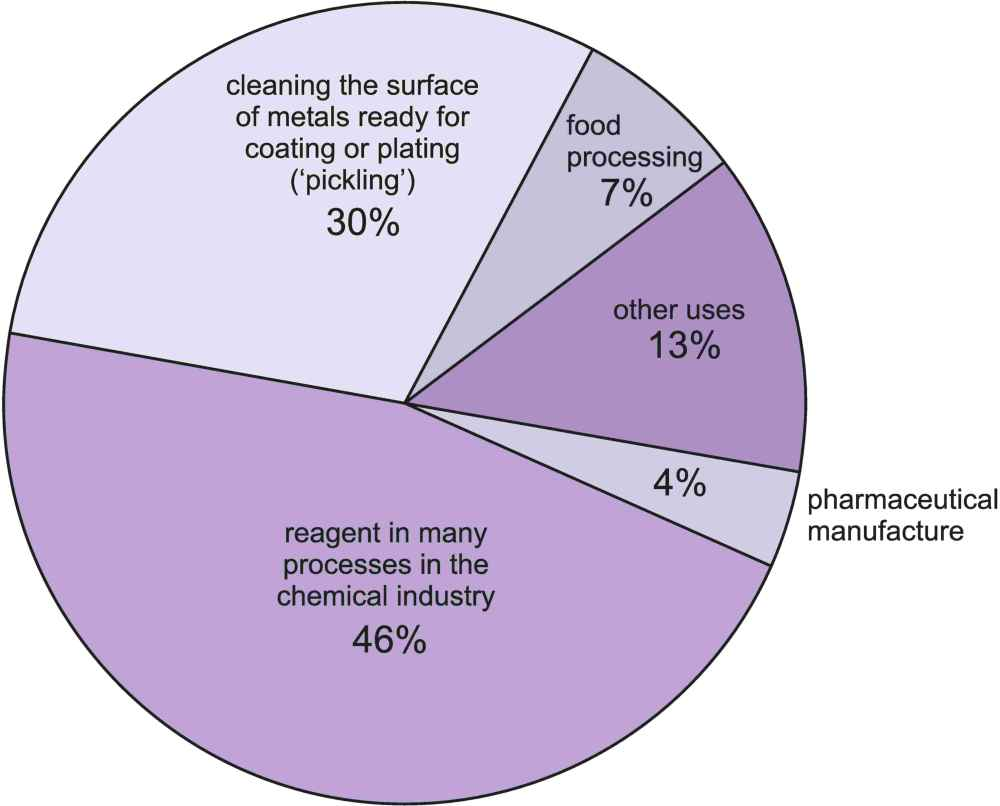 cleaning the surface
of metals ready for
coating or plating
(‘pickling’)
30%
food
processing
7%
other uses
13%
4%
pharmaceutical
manufacture
reagent in many
processes in the
chemical industry
46%